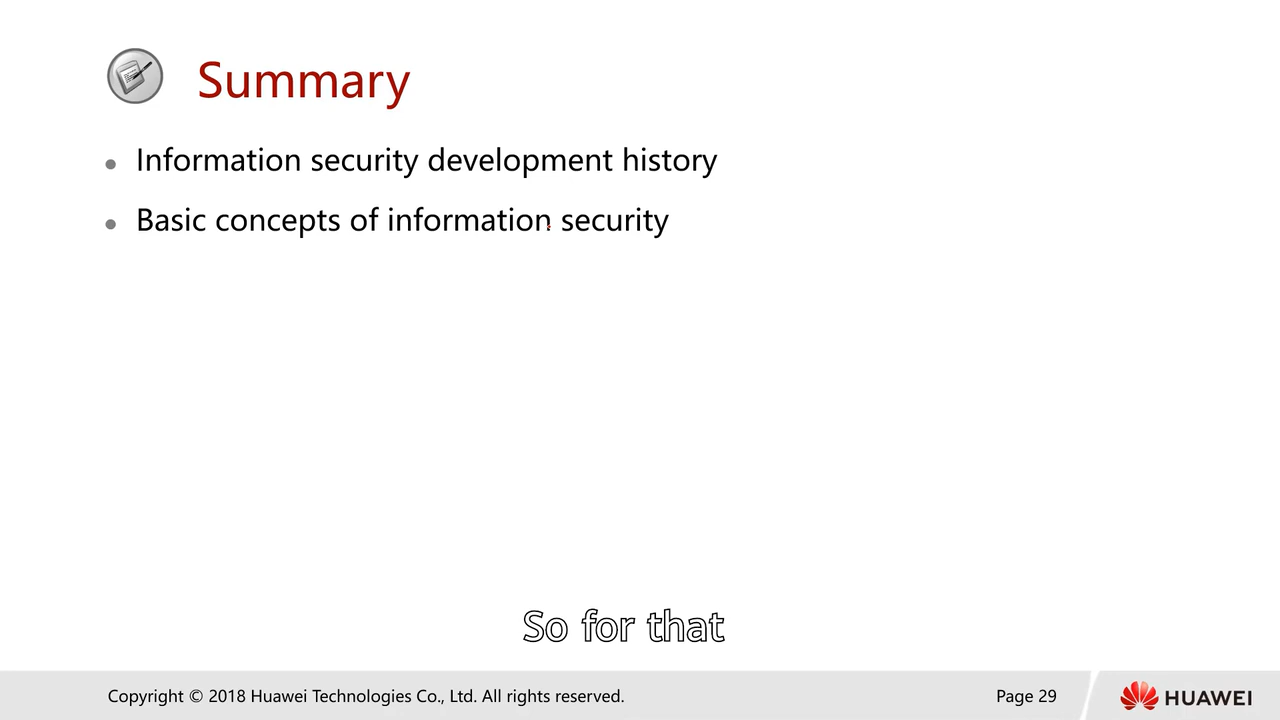 Summary
Information security development history
Basic concepts of information security
So for that
Copyright © 2018 Huawei Technologies Co., Ltd. All rights reserved.
Page 29
HUAWEI